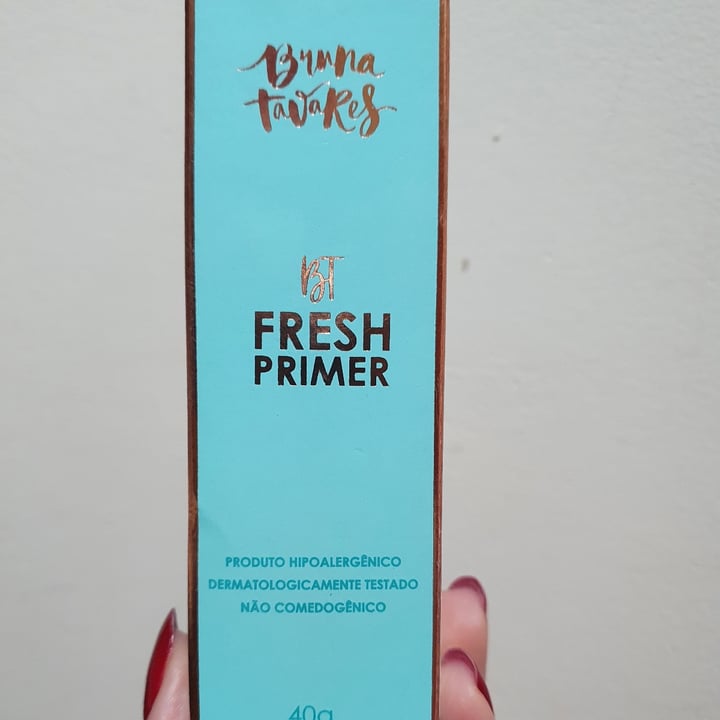 Bruna
Tavares
BT
FRESH
PRIMER
PRODUTO HIPOALERGÊNICO
DERMATOLOGICAMENTE TESTADO
NÃO COMEDOGÊNICO
40g